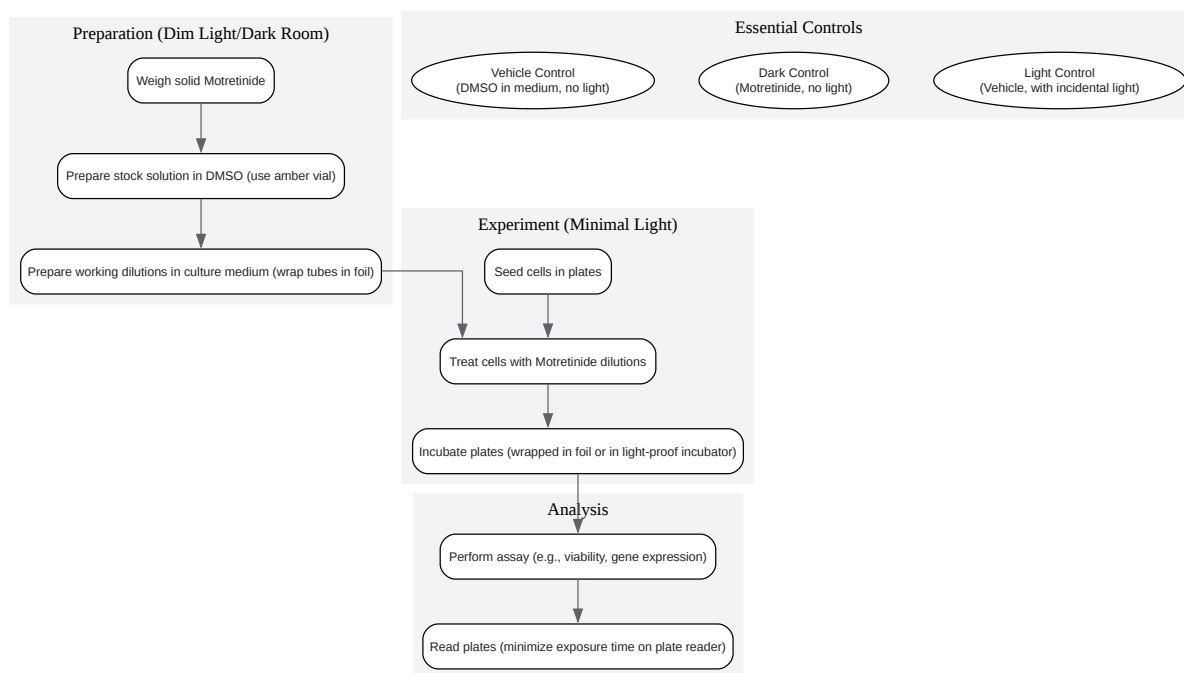 Preparation (Dim Light/Dark Room)
Weigh solid Motretinide
Prepare stock solution in DMSO (use amber vial)
Prepare working dilutions in culture medium (wrap tubes in foil)
Essential Controls
Vehicle Control
(DMSO in medium, no light)
Dark Control
(Motretinide, no light)
Light Control
(Vehicle, with incidental light)
Experiment (Minimal Light)
Seed cells in plates
Treat cells with Motretinide dilutions
Incubate plates (wrapped in foil or in light-proof incubator)
Analysis
Perform assay (e.g., viability, gene expression)
Read plates (minimize exposure time on plate reader)